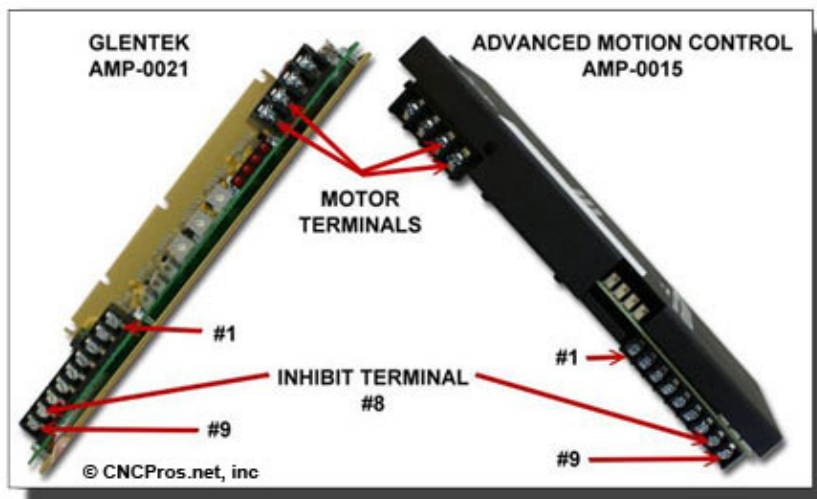 GLENTEK
AMP-0021
ADVANCED MOTION CONTROL
AMP-0015
MOTOR
TERMINALS
#1
#1
INHIBIT TERMINAL
#8
#9
#9
© CNCPros.net, inc